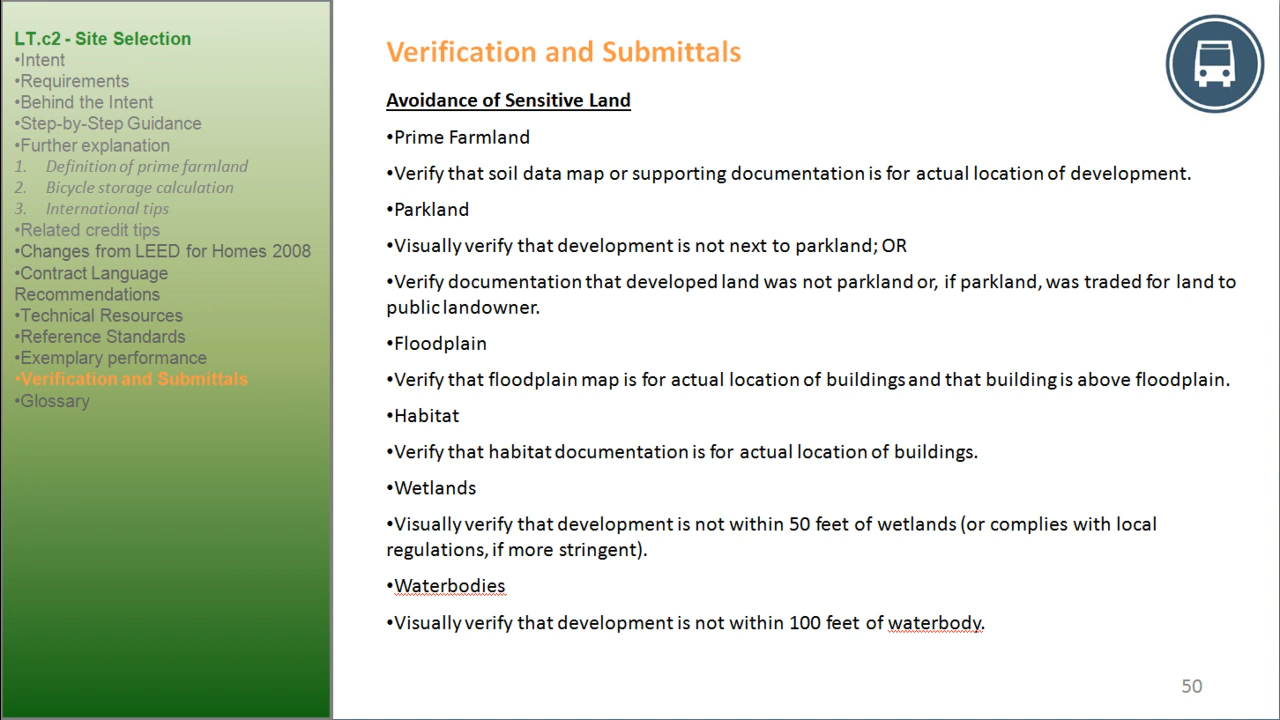 LT.c2 - Site Selection
•Intent
•Requirements
•Behind the Intent
•Step-by-Step Guidance
•Further explanation
1. Definition of prime farmland
2. Bicycle storage calculation
3. International tips
•Related credit tips
•Changes from LEED for Homes 2008
•Contract Language
Recommendations
•Technical Resources
•Reference Standards
•Exemplary performance
•Verification and Submittals
•Glossary
Verification and Submittals
Avoidance of Sensitive Land
•Prime Farmland
•Verify that soil data map or supporting documentation is for actual location of development.
•Parkland
•Visually verify that development is not next to parkland; OR
•Verify documentation that developed land was not parkland or, if parkland, was traded for land to
public landowner.
•Floodplain
•Verify that floodplain map is for actual location of buildings and that building is above floodplain.
•Habitat
•Verify that habitat documentation is for actual location of buildings.
•Wetlands
•Visually verify that development is not within 50 feet of wetlands (or complies with local
regulations, if more stringent).
•Waterbodies
•Visually verify that development is not within 100 feet of waterbody.
50